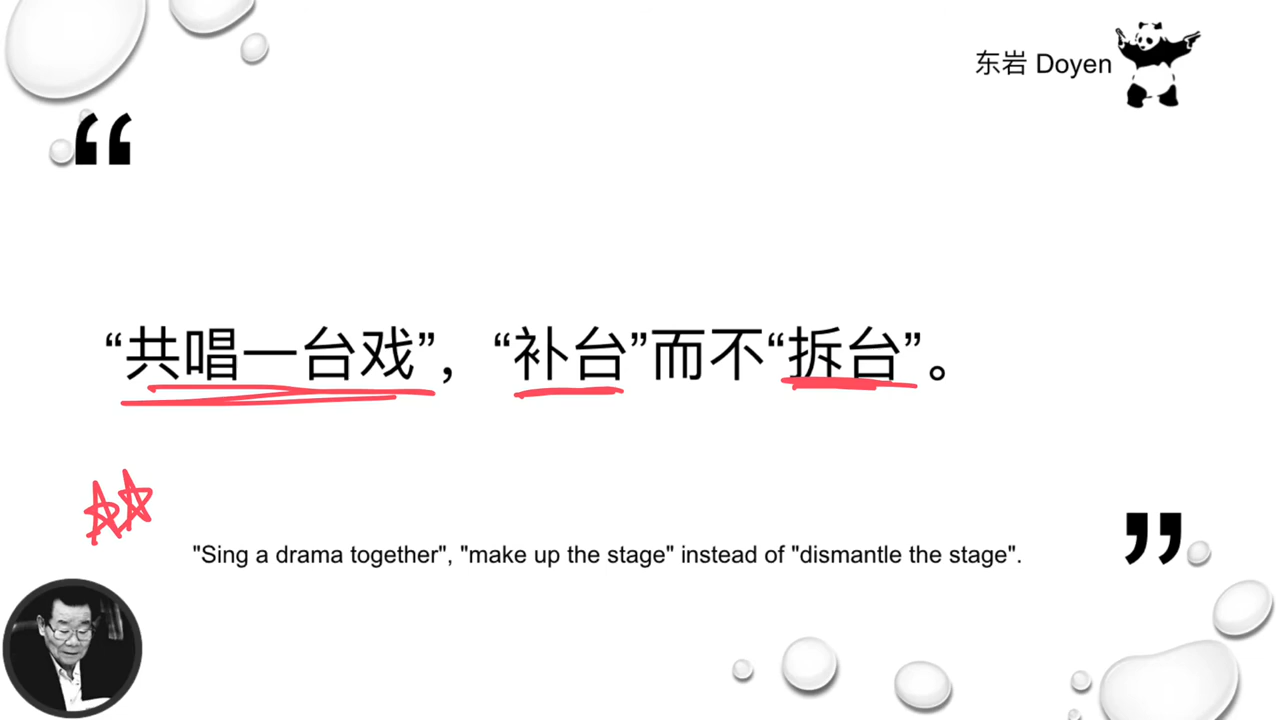 东岩 Doyen
“
“共唱一台戏”，“补台”而不“拆台”。
"Sing a drama together", "make up the stage" instead of "dismantle the stage".
”